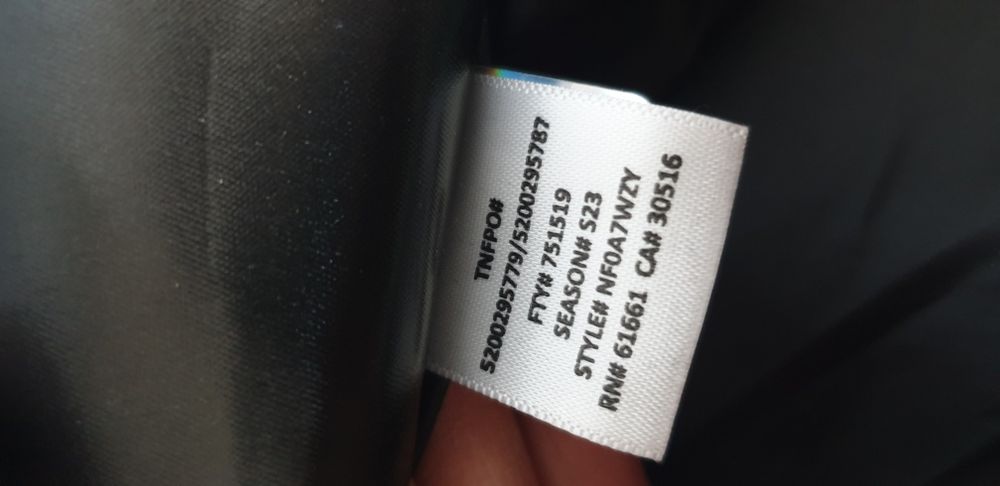 TNFPO#
5200295779/5200295787
FTY# 751519
SEASON# S23
STYLE# NF0A7WZY
RN# 61661 CA# 30516